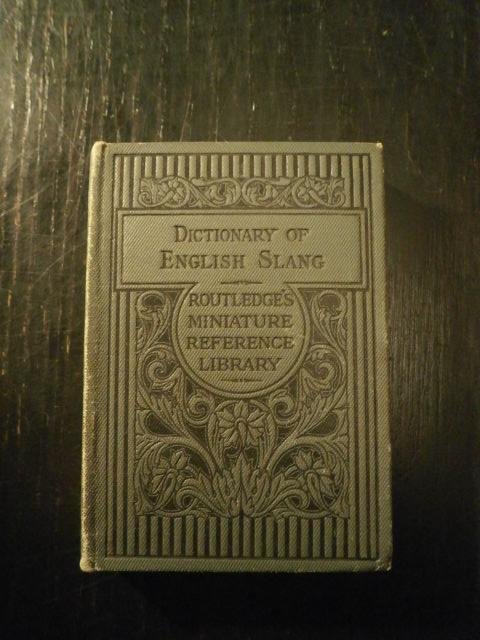 Dictionary of
English Slang
ROUTLEDGE'S
MINIATURE
REFERENCE
LIBRARY